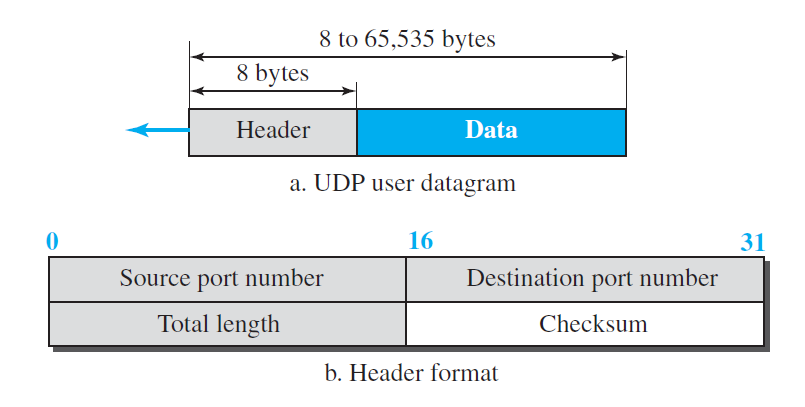 8 to 65,535 bytes
8 bytes
Header Data
a. UDP user datagram
0 16 31
Source port number Destination port number
Total length Checksum
b. Header format